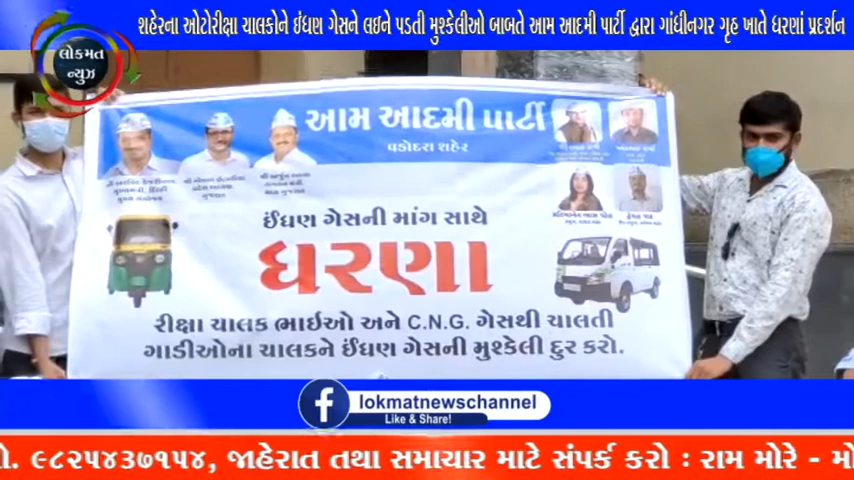 શહેરના ઓટોરીક્ષા ચાલકોને ઇંધણ ગેસને લઇને પડતી મુશ્કેલીઓ બાબતે આમ આદમી પાર્ટી દ્વારા ગાંધીનગર ગૃહ ખાતે ધરણાં પ્રદર્શન
લોકમત
ન્યુઝ
આમ આદમી પાર્ટી
વડોદરા શહેર
ઈંધણ ગેસની માંગ સાથે
ધરણા
રીક્ષા ચાલક ભાઇઓ અને C.N.G. ગેસથી ચાલતી
ગાડીઓના ચાલકને ઈંધણ ગેસની મુશ્કેલી દુર કરો.
lokmatnewschannel
Like & Share!
૯૮૨૫૪૩૭૧૫૪, જાહેરાત તથા સમાચાર માટે સંપર્ક કરો : રામ મોરે -